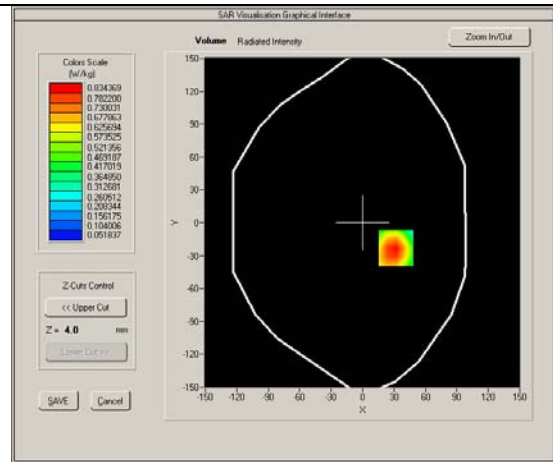 SAR Visualisation Graphical Interface
Volume Radiated Intensity
Zoom In/Out
Colors Scale
(W/kg)
0.834369
0.782200
0.730031
0.677863
0.625694
0.573525
0.521356
0.469187
0.417019
0.364850
0.312681
0.260512
0.208344
0.156175
0.104006
0.051837
Z-Cuts Control
<< Upper Cut
Z = 4.0 mm
Lower Cut >>
SAVE Cancel
150-
120-
90-
60-
30-
0-
-30-
-60-
-90-
-120-
-150-
Y
-150 -120 -90 -60 -30 0 30 60 90 120 150
X